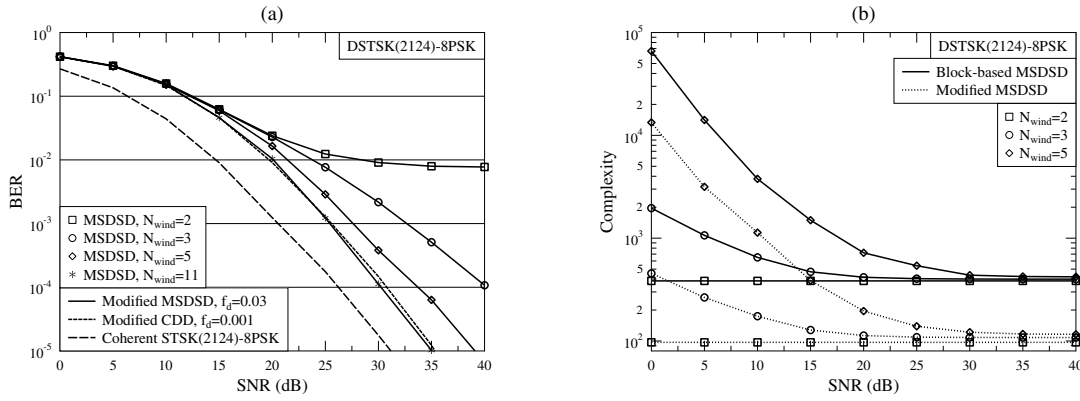 (a)
DSTSK(2124)-8PSK
10^0
10^-1
10^-2
10^-3
10^-4
10^-5
BER
MSDSD, N_wind=2
MSDSD, N_wind=3
MSDSD, N_wind=5
MSDSD, N_wind=11
Modified MSDSD, f_d=0.03
Modified CDD, f_d=0.001
Coherent STSK(2124)-8PSK
0 5 10 15 20 25 30 35 40
SNR (dB)
(b)
DSTSK(2124)-8PSK
Block-based MSDSD
Modified MSDSD
N_wind=2
N_wind=3
N_wind=5
10^5
5
2
10^4
5
2
10^3
5
2
10^2
Complexity
0 5 10 15 20 25 30 35 40
SNR (dB)